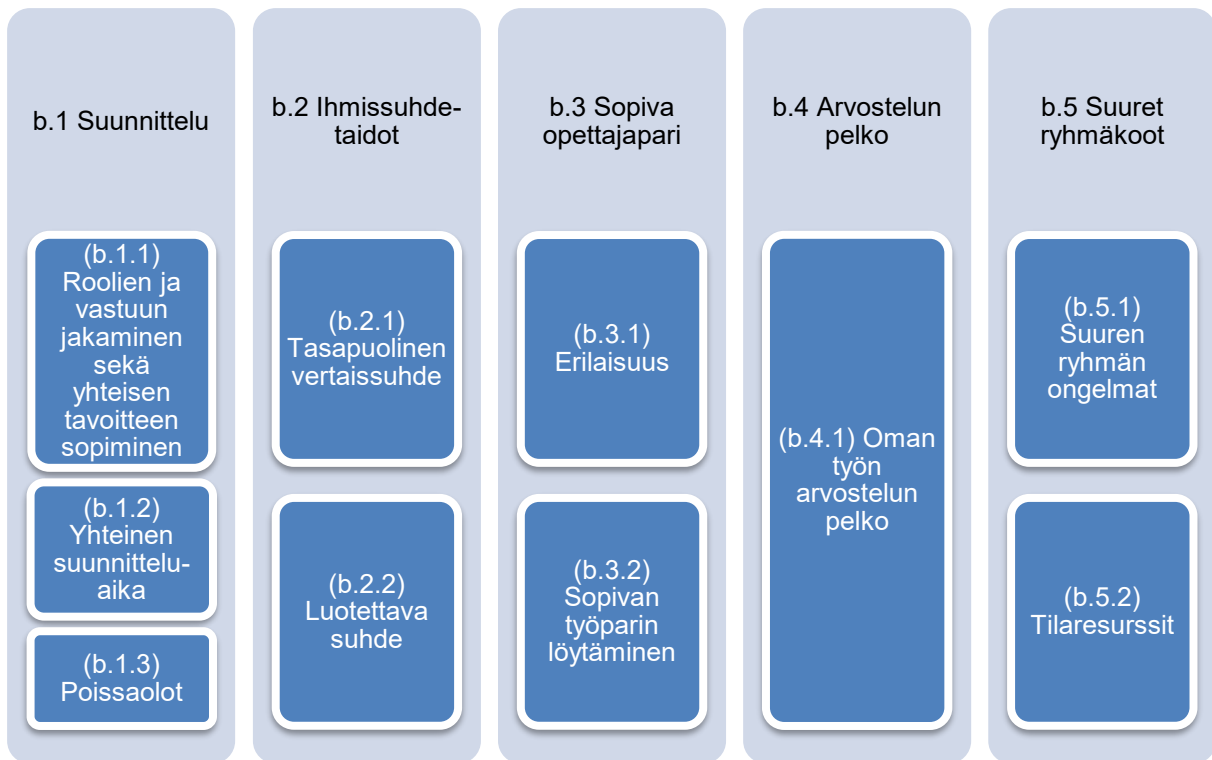 b.1 Suunnittelu
(b.1.1)
Roolien ja
vastuun
jakaminen
sekä
yhteisen
tavoitteen
sopiminen
(b.1.2)
Yhteinen
suunnittelu-
aika
(b.1.3)
Poissaolot
b.2 Ihmissuhde-
taidot
(b.2.1)
Tasapuolinen
vertaissuhde
(b.2.2)
Luotettava
suhde
b.3 Sopiva
opettajapari
(b.3.1)
Erilaisuus
(b.3.2)
Sopivan
työparin
löytäminen
b.4 Arvostelun
pelko
(b.4.1) Oman
työn
arvostelun
pelko
b.5 Suuret
ryhmäkoot
(b.5.1)
Suuren
ryhmän
ongelmat
(b.5.2)
Tilaresurssit